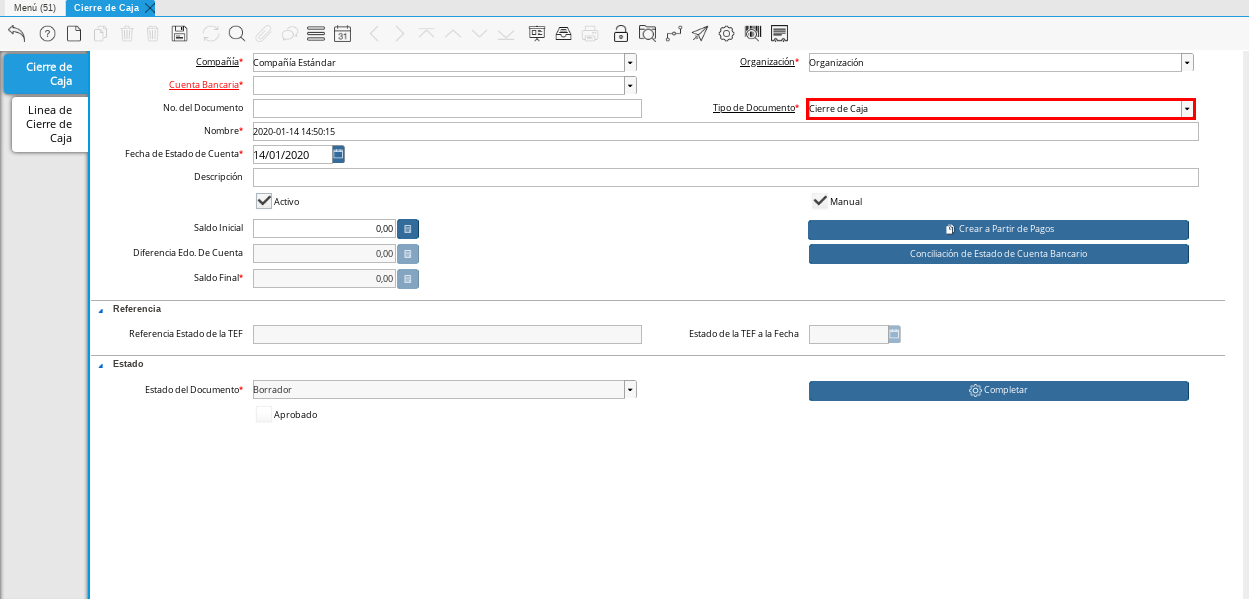 Menú (51)
Cierre de Caja
31
Cierre de
Caja
Linea de
Cierre de
Caja
Compañía*
Compañía Estándar
Organización*
Organización
Cuenta Bancaria*
No. del Documento
Tipo de Documento*
Cierre de Caja
Nombre*
2020-01-14 14:50:15
Fecha de Estado de Cuenta*
14/01/2020
Descripción
Activo
Manual
Saldo Inicial
0,00
Crear a Partir de Pagos
Diferencia Edo. De Cuenta
0,00
Conciliación de Estado de Cuenta Bancario
Saldo Final*
0,00
Referencia
Referencia Estado de la TEF
Estado de la TEF a la Fecha
Estado
Estado del Documento*
Borrador
Completar
Aprobado